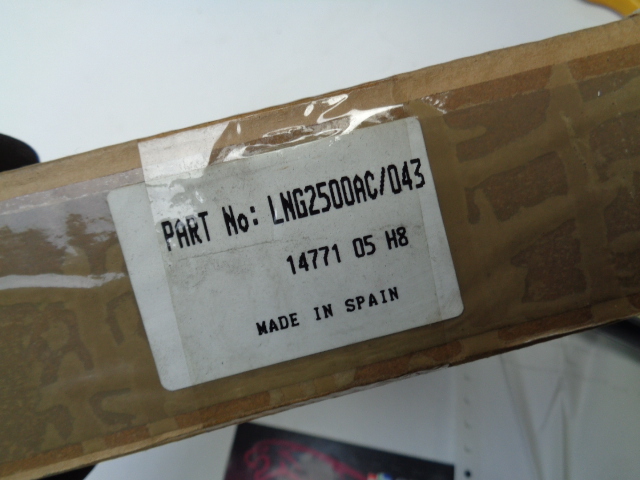 PART No: LNG2500AC/043
14771 05 H8
MADE IN SPAIN